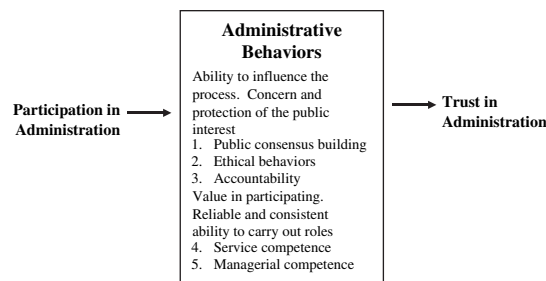 Administrative
Behaviors
Ability to influence the
process. Concern and
protection of the public
interest
1. Public consensus building
2. Ethical behaviors
3. Accountability
Value in participating.
Reliable and consistent
ability to carry out roles
4. Service competence
5. Managerial competence
Participation in
Administration
Trust in
Administration